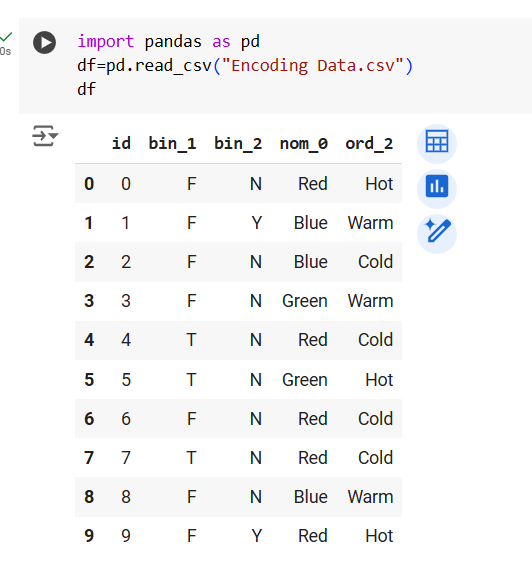 import pandas as pd
0s
df=pd.read_csv("Encoding Data.csv")
df
id bin_1 bin_2 nom_0 ord_2
0 0 F N Red Hot
1 1 F Y Blue Warm
2 2 F N Blue Cold
3 3 F N Green Warm
4 4 T N Red Cold
5 5 T N Green Hot
6 6 F N Red Cold
7 7 T N Red Cold
8 8 F N Blue Warm
9 9 F Y Red Hot